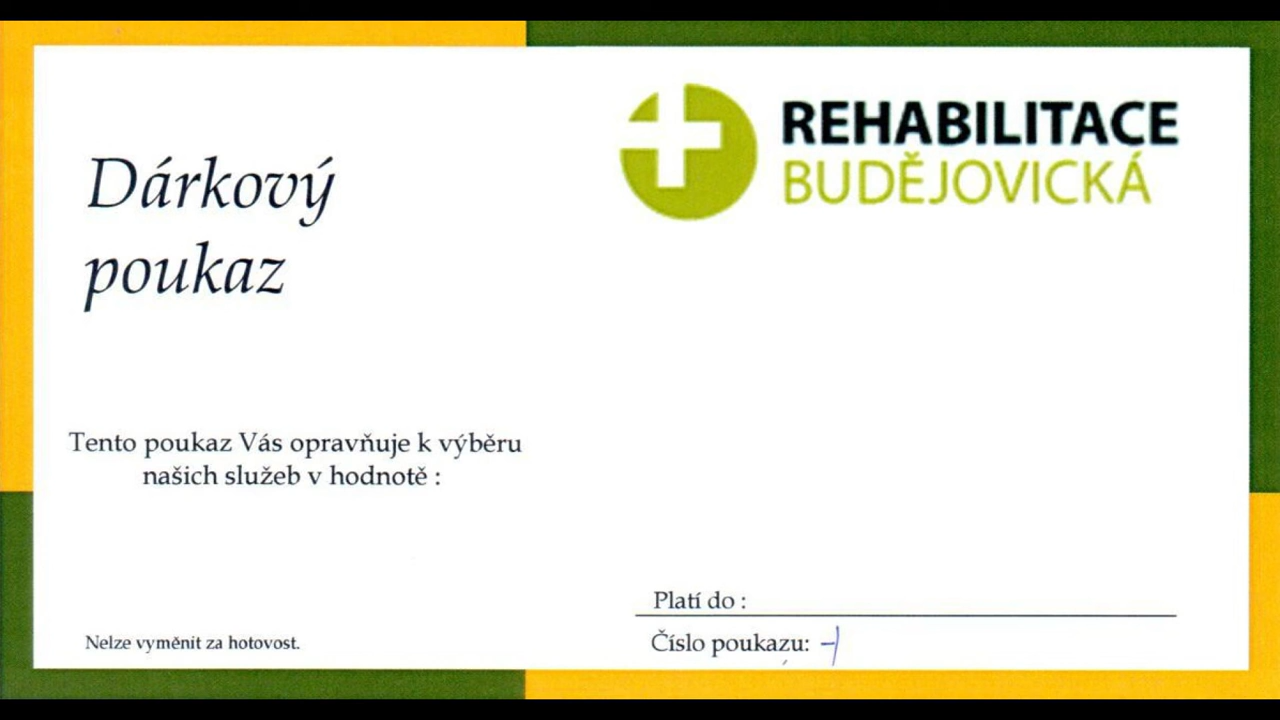 REHABILITACE
BUDĚJOVICKÁ
Dárkový
poukaz
Tento poukaz Vás opravňuje k výběru
našich služeb v hodnotě :
Platí do :
Číslo poukazu:
Nelze vyměnit za hotovost.